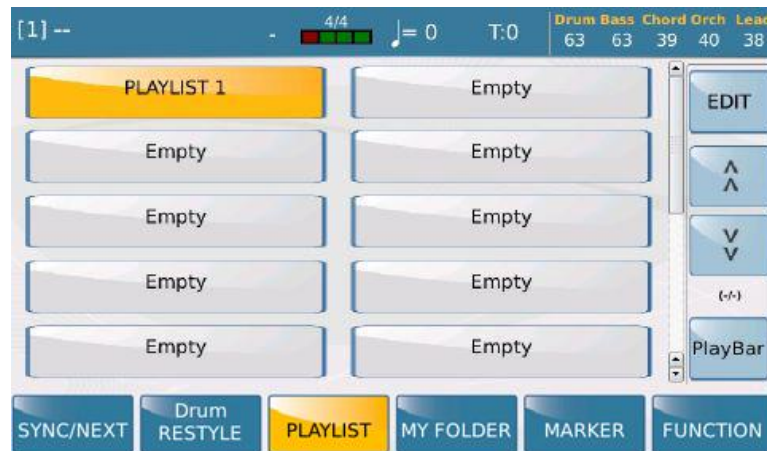 [1] -- - 4/4 ♩= 0 T:0 Drum Bass Chord Orch Lead
63 63 39 40 38
PLAYLIST 1 Empty EDIT
Empty Empty
Empty Empty
Empty Empty (-/-)
Empty Empty PlayBar
SYNC/NEXT Drum RESTYLE PLAYLIST MY FOLDER MARKER FUNCTION